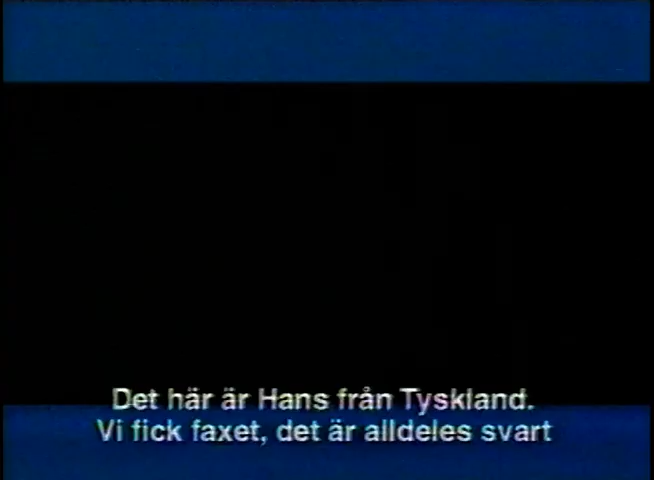 Det här är Hans från Tyskland.
Vi fick faxet, det är alldeles svart